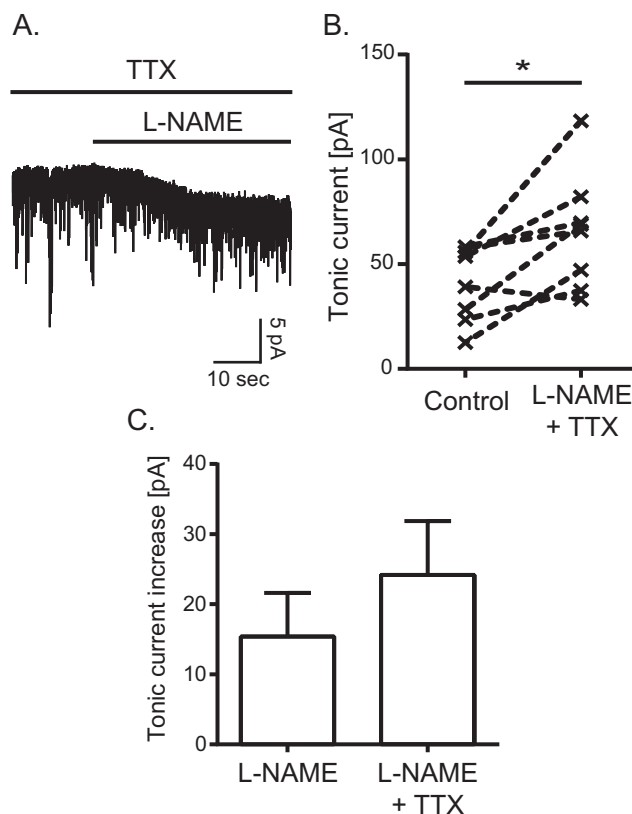 A.
TTX
L-NAME
5 pA
10 sec
B.
Tonic current [pA]
150
100
50
0
*
Control
L-NAME
+ TTX
C.
Tonic current increase [pA]
40
30
20
10
0
L-NAME
L-NAME
+ TTX